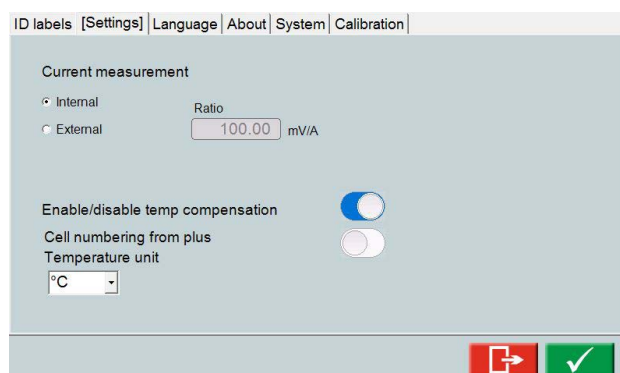 ID labels [Settings] Language About System Calibration
Current measurement
Internal
Ratio
External
100.00 mV/A
Enable/disable temp compensation
Cell numbering from plus
Temperature unit
°C